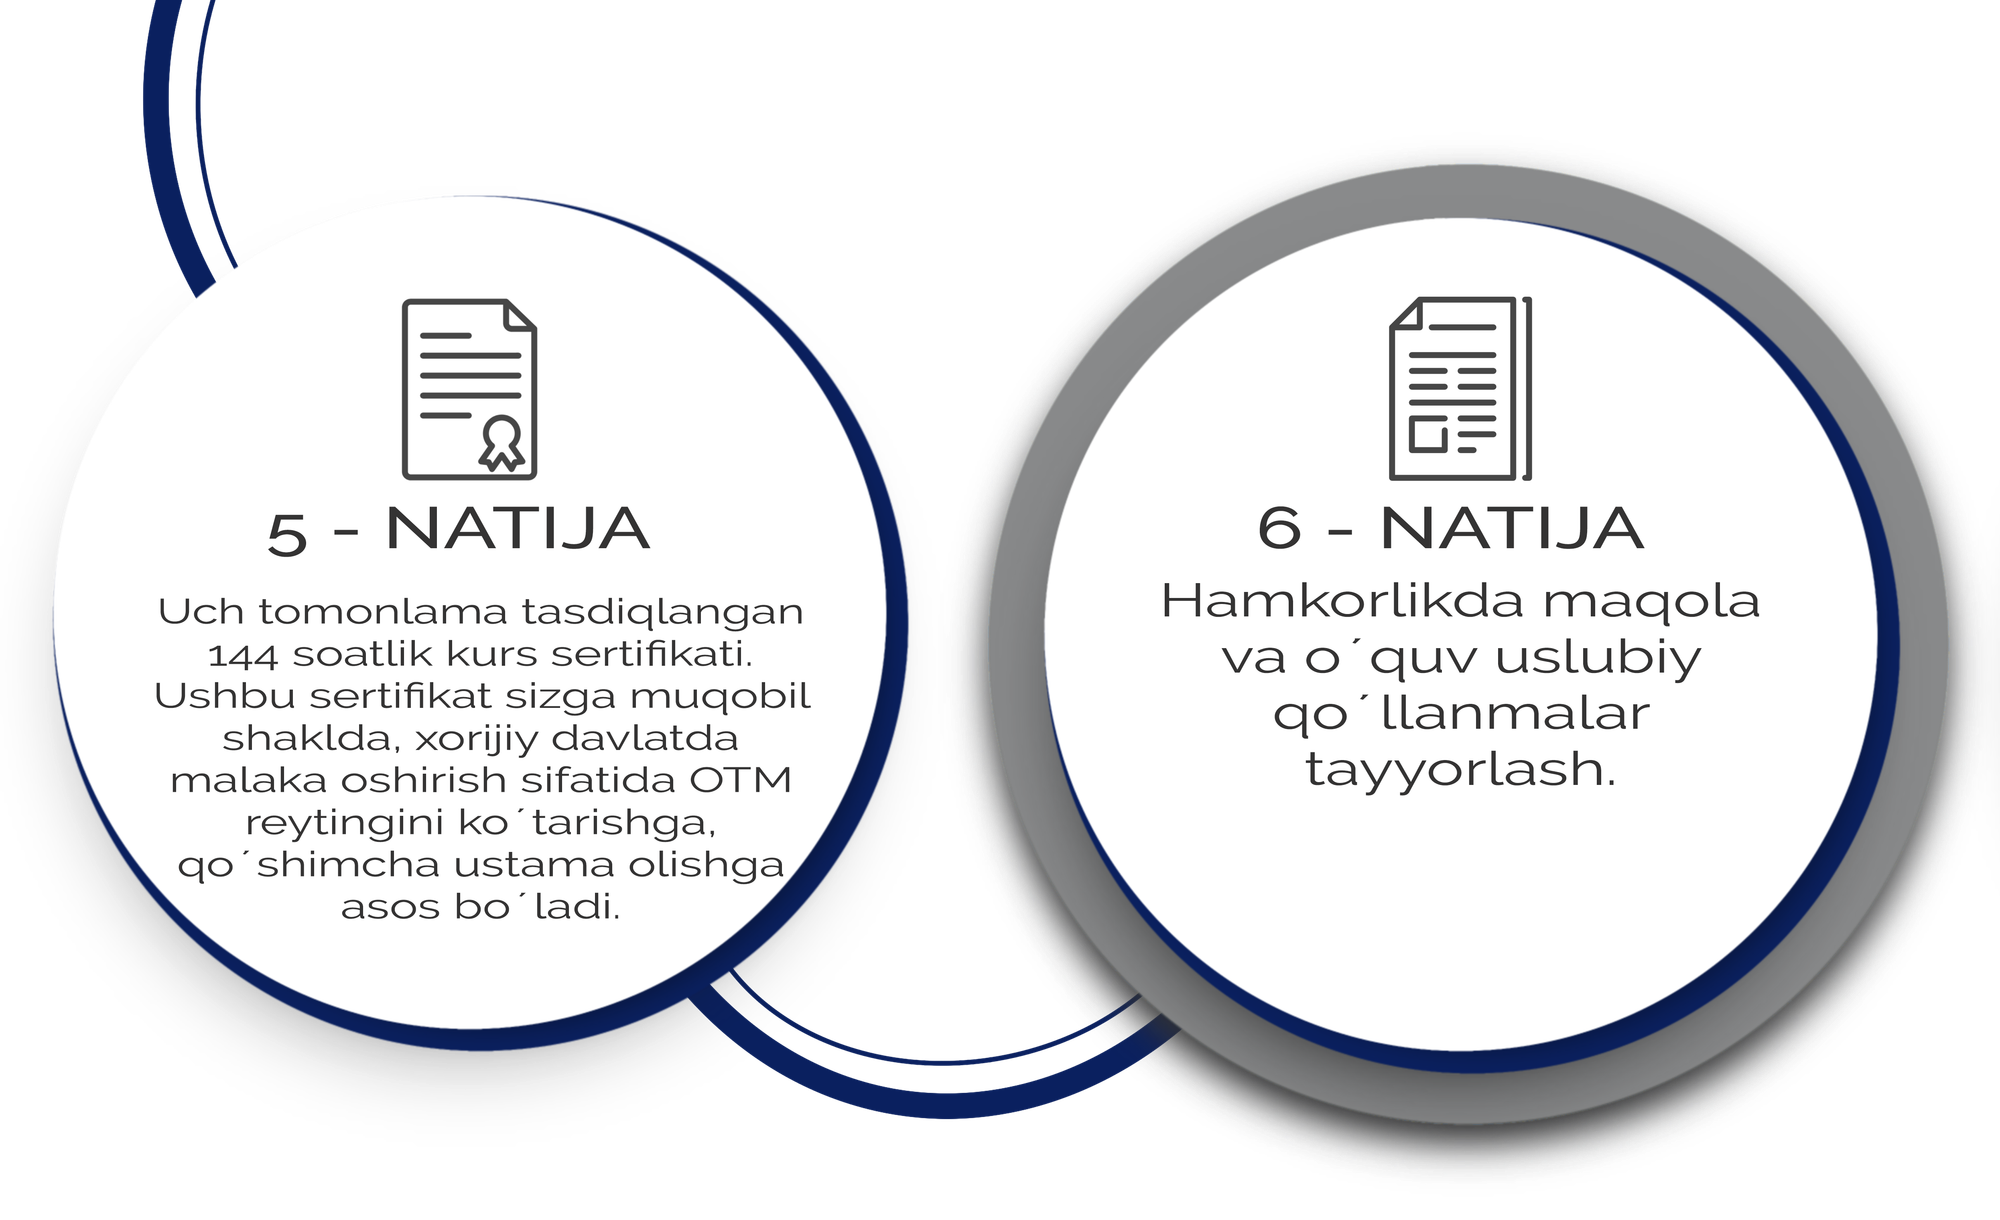 5 - NATIJA
Uch tomonlama tasdiqlangan
144 soatlik kurs sertifikati.
Ushbu sertifikat sizga muqobil
shaklda, xorijiy davlatda
malaka oshirish sifatida OTM
reytingini ko´tarishga,
qo´shimcha ustama olishga
asos bo´ladi.
6 - NATIJA
Hamkorlikda maqola
va o´quv uslubiy
qo´llanmalar
tayyorlash.